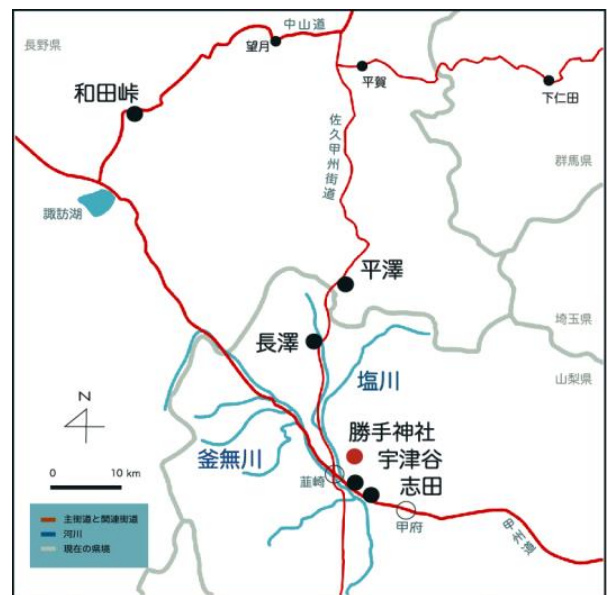 中山道
長野県
望月
平賀
和田峠
下仁田
佐久甲州街道
群馬県
諏訪湖
平澤
埼玉県
長澤
山梨県
塩川
N
勝手神社
釜無川
宇津谷
0 10 km
韮崎
志田
甲府
甲州道
主街道と関連街道
河川
現在の県境